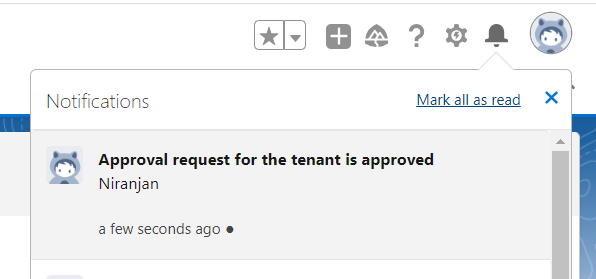 Notifications
Mark all as read
Approval request for the tenant is approved
Niranjan
a few seconds ago